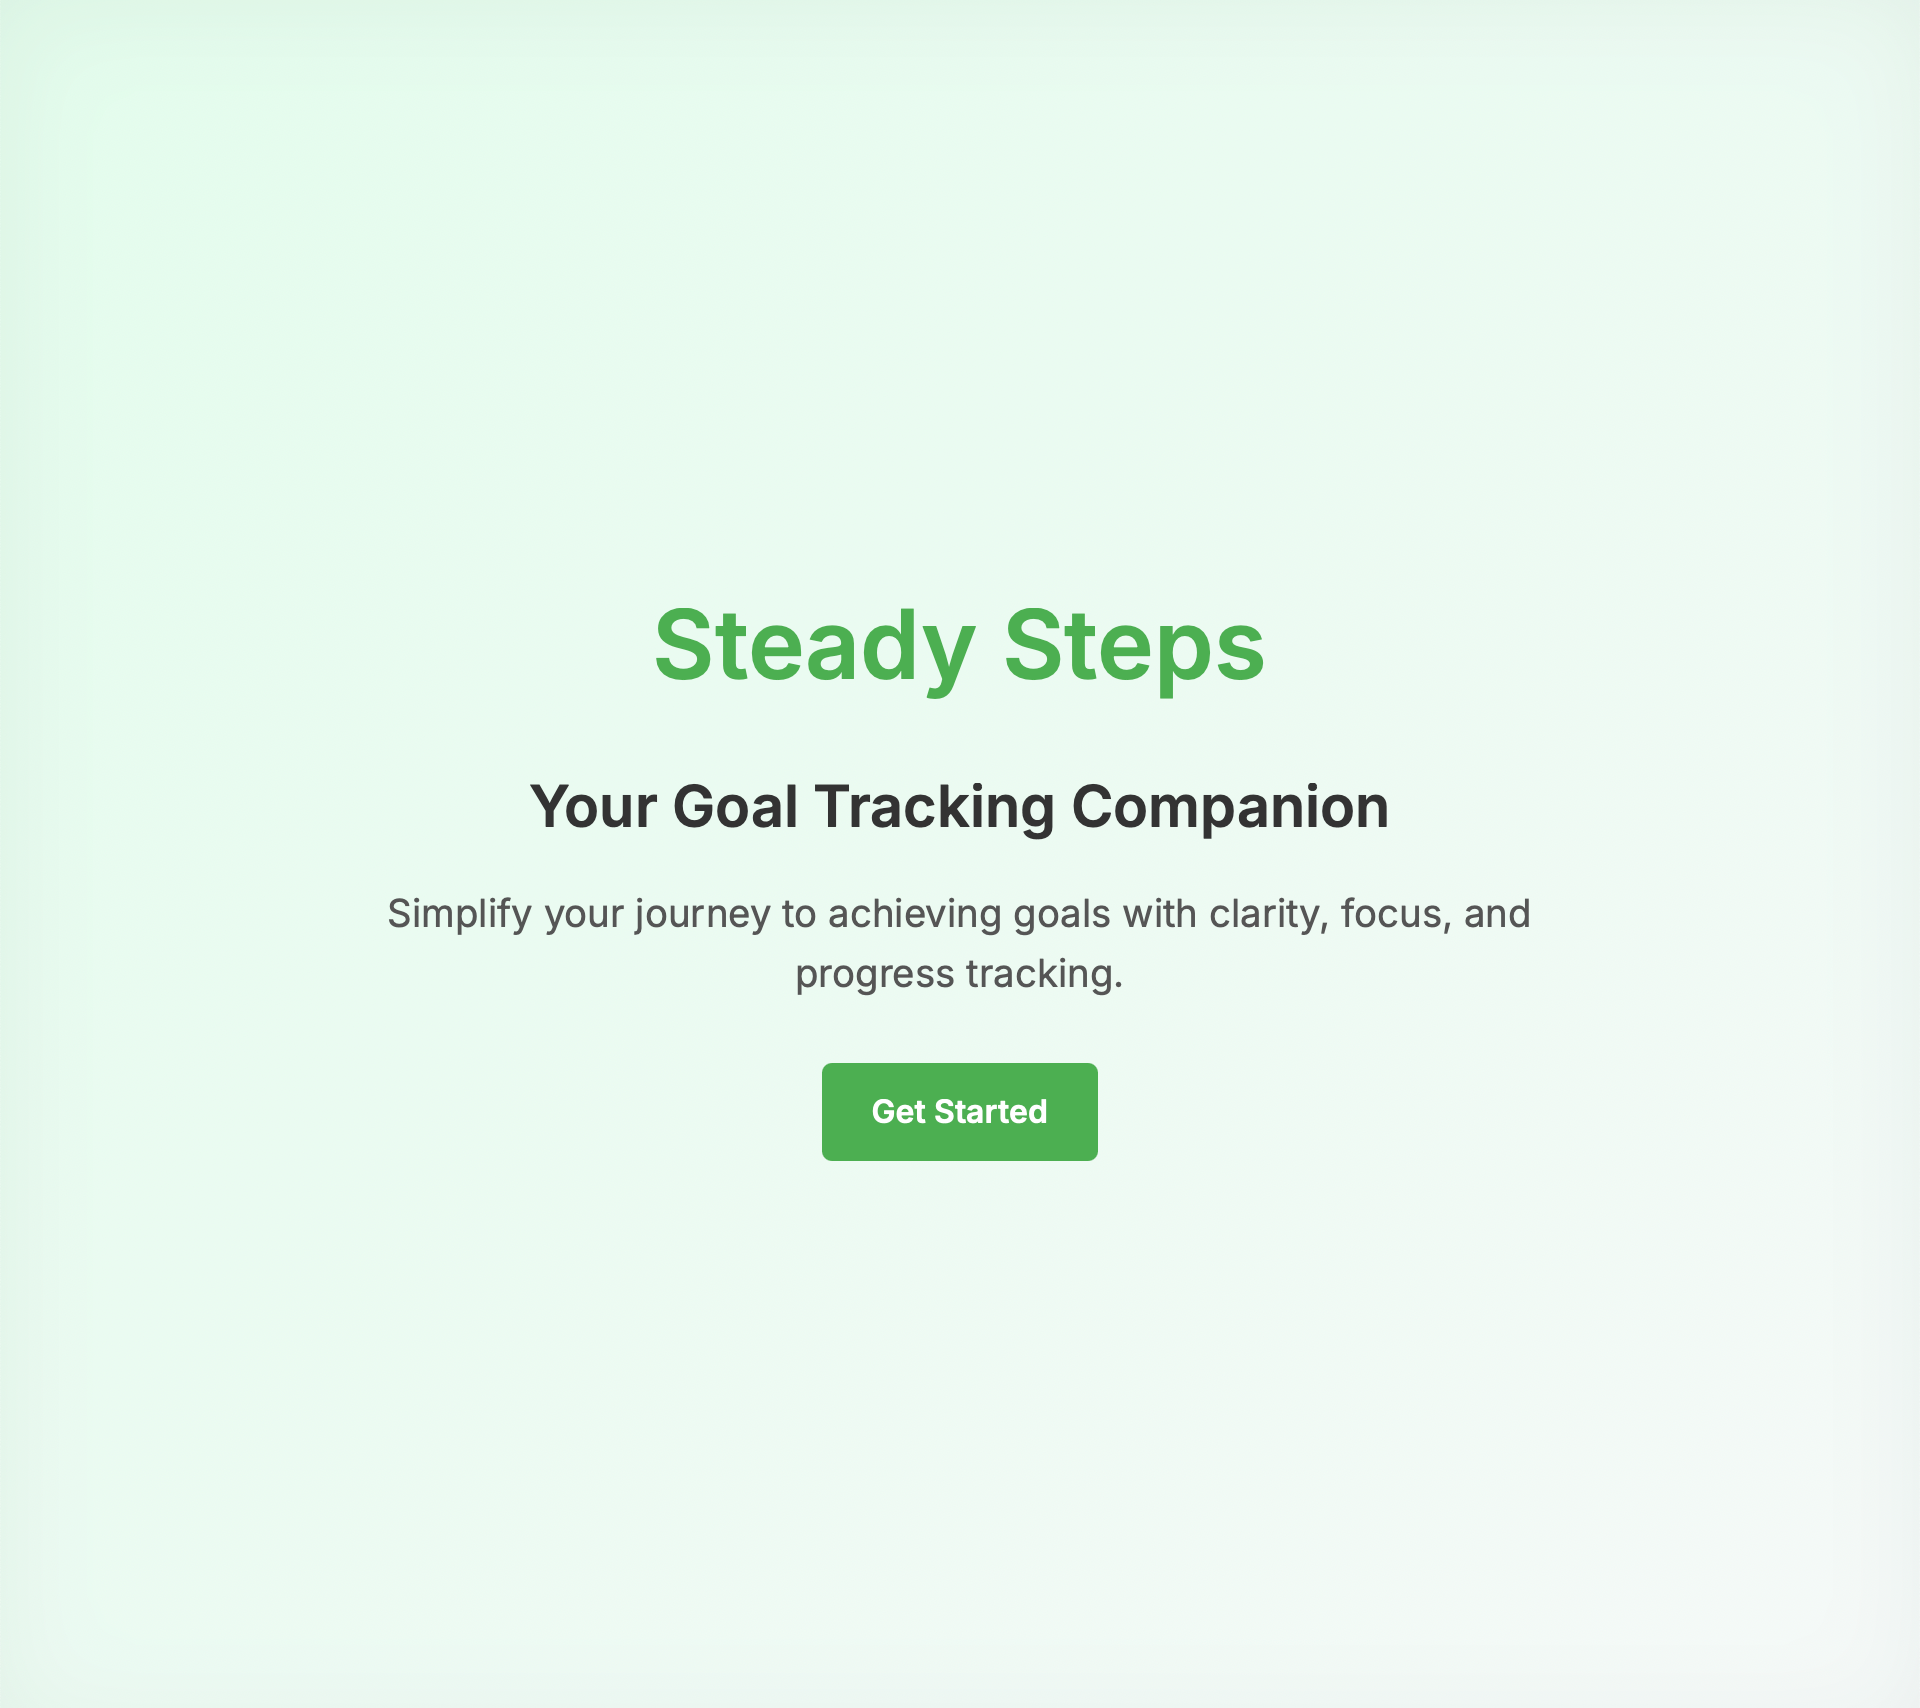 Steady Steps
Your Goal Tracking Companion
Simplify your journey to achieving goals with clarity, focus, and
progress tracking.
Get Started